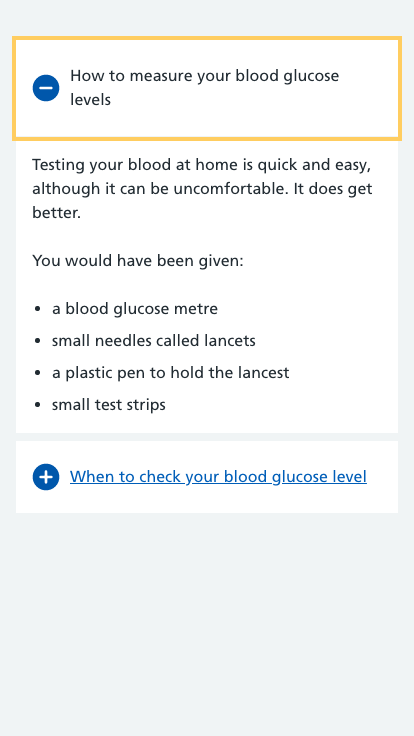 How to measure your blood glucose
levels
Testing your blood at home is quick and easy,
although it can be uncomfortable. It does get
better.
You would have been given:
• a blood glucose metre
• small needles called lancets
• a plastic pen to hold the lancest
• small test strips
When to check your blood glucose level